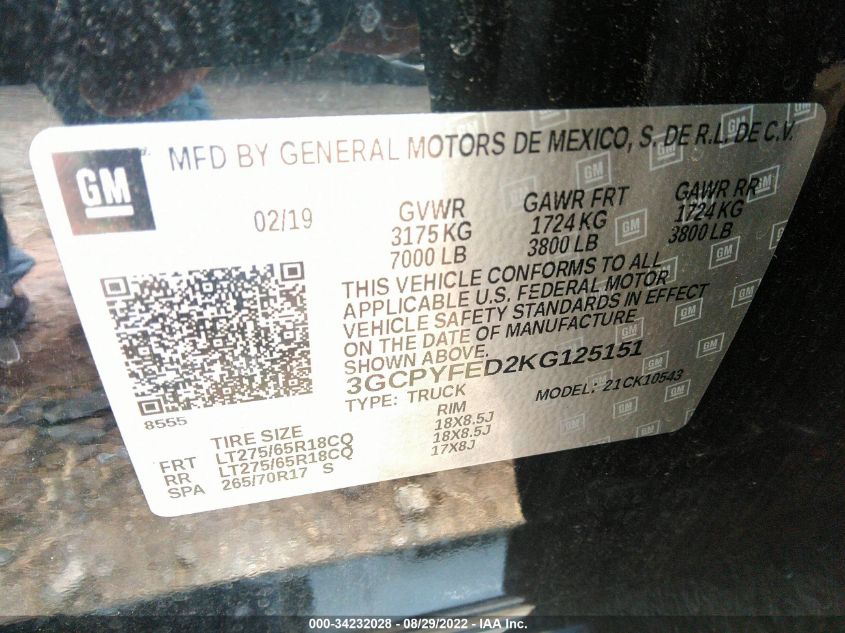 GM
MFD BY GENERAL MOTORS DE MEXICO, S. DE R.L. DE C.V.
02/19
GVWR
3175 KG
7000 LB
GAWR FRT
1724 KG
3800 LB
GAWR RR
1724 KG
3800 LB
THIS VEHICLE CONFORMS TO ALL
APPLICABLE U.S. FEDERAL MOTOR
VEHICLE SAFETY STANDARDS IN EFFECT
ON THE DATE OF MANUFACTURE
SHOWN ABOVE.
3GCPYFED2KG125151
TYPE: TRUCK MODEL: 21CK10543
8555
TIRE SIZE RIM
FRT LT275/65R18CQ 18X8.5J
RR LT275/65R18CQ 18X8.5J
SPA 265/70R17 S 17X8J
000-34232028 - 08/29/2022 - IAA Inc.